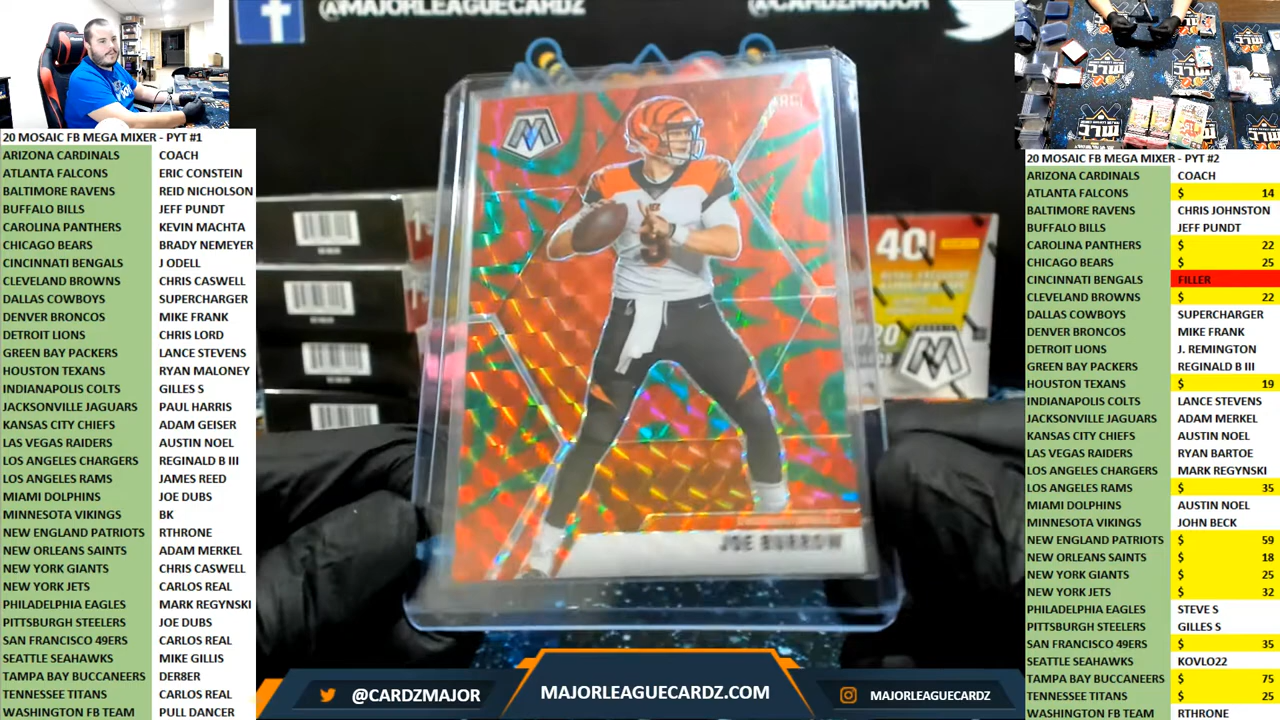 @MAJORLEAGUECARDZ
@CARDZMAJOR
20 MOSAIC FB MEGA MIXER - PYT #1
ARIZONA CARDINALS COACH
ATLANTA FALCONS ERIC CONSTEIN
BALTIMORE RAVENS REID NICHOLSON
BUFFALO BILLS JEFF PUNDT
CAROLINA PANTHERS KEVIN MACHTA
CHICAGO BEARS BRADY NEMEYER
CINCINNATI BENGALS J ODELL
CLEVELAND BROWNS CHRIS CASWELL
DALLAS COWBOYS SUPERCHARGER
DENVER BRONCOS MIKE FRANK
DETROIT LIONS CHRIS LORD
GREEN BAY PACKERS LANCE STEVENS
HOUSTON TEXANS RYAN MALONEY
INDIANAPOLIS COLTS GILLES S
JACKSONVILLE JAGUARS PAUL HARRIS
KANSAS CITY CHIEFS ADAM GEISER
LAS VEGAS RAIDERS AUSTIN NOEL
LOS ANGELES CHARGERS REGINALD B III
LOS ANGELES RAMS JAMES REED
MIAMI DOLPHINS JOE DUBS
MINNESOTA VIKINGS BK
NEW ENGLAND PATRIOTS RTHRONE
NEW ORLEANS SAINTS ADAM MERKEL
NEW YORK GIANTS CHRIS CASWELL
NEW YORK JETS CARLOS REAL
PHILADELPHIA EAGLES MARK REGYNSKI
PITTSBURGH STEELERS JOE DUBS
SAN FRANCISCO 49ERS CARLOS REAL
SEATTLE SEAHAWKS MIKE GILLIS
TAMPA BAY BUCCANEERS DER8ER
TENNESSEE TITANS CARLOS REAL
WASHINGTON FB TEAM PULL DANCER
JOE BURROW
40
20 MOSAIC FB MEGA MIXER - PYT #2
ARIZONA CARDINALS COACH
ATLANTA FALCONS $ 14
BALTIMORE RAVENS CHRIS JOHNSTON
BUFFALO BILLS JEFF PUNDT
CAROLINA PANTHERS $ 22
CHICAGO BEARS $ 25
CINCINNATI BENGALS FILLER
CLEVELAND BROWNS $ 22
DALLAS COWBOYS SUPERCHARGER
DENVER BRONCOS MIKE FRANK
DETROIT LIONS J. REMINGTON
GREEN BAY PACKERS REGINALD B III
HOUSTON TEXANS $ 19
INDIANAPOLIS COLTS LANCE STEVENS
JACKSONVILLE JAGUARS ADAM MERKEL
KANSAS CITY CHIEFS AUSTIN NOEL
LAS VEGAS RAIDERS RYAN BARTOE
LOS ANGELES CHARGERS MARK REGYNSKI
LOS ANGELES RAMS $ 35
MIAMI DOLPHINS AUSTIN NOEL
MINNESOTA VIKINGS JOHN BECK
NEW ENGLAND PATRIOTS $ 59
NEW ORLEANS SAINTS $ 18
NEW YORK GIANTS $ 25
NEW YORK JETS $ 32
PHILADELPHIA EAGLES STEVE S
PITTSBURGH STEELERS GILLES S
SAN FRANCISCO 49ERS $ 35
SEATTLE SEAHAWKS KOVLO22
TAMPA BAY BUCCANEERS $ 75
TENNESSEE TITANS $ 25
WASHINGTON FB TEAM RTHRONE
@CARDZMAJOR
MAJORLEAGUECARDZ.COM
MAJORLEAGUECARDZ